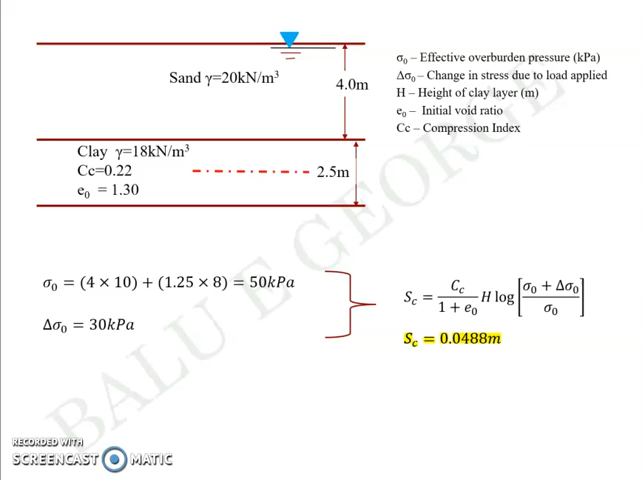 Sand γ=20kN/m³
4.0m
Clay γ=18kN/m³
Cc=0.22
e₀ = 1.30
2.5m
σ₀ – Effective overburden pressure (kPa)
Δσ₀ – Change in stress due to load applied
H – Height of clay layer (m)
e₀ – Initial void ratio
Cc – Compression Index
σ₀ = (4 × 10) + (1.25 × 8) = 50kPa
Δσ₀ = 30kPa
S_c = C_c / (1 + e₀) H log [(σ₀ + Δσ₀) / σ₀]
S_c = 0.0488m
BALU E GEORGE
RECORDED WITH
SCREENCAST MATIC